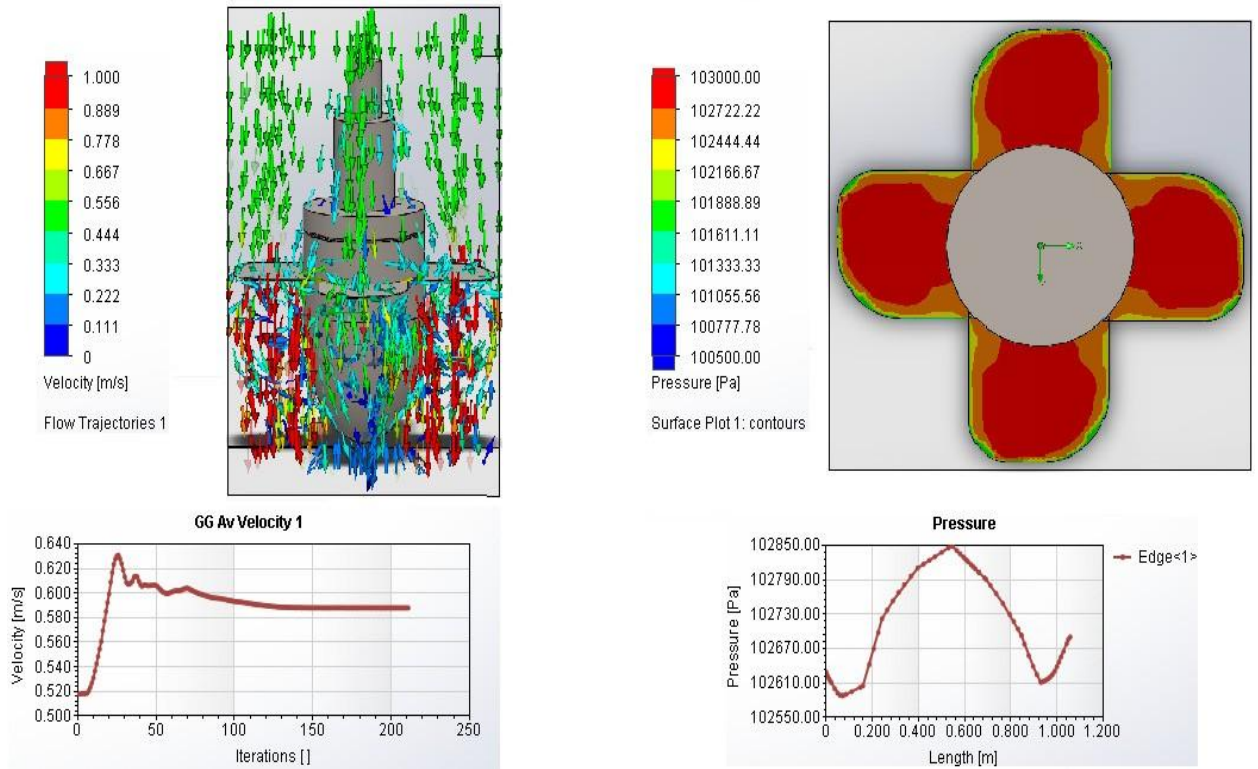 1.000
0.889
0.778
0.667
0.556
0.444
0.333
0.222
0.111
0
Velocity [m/s]
Flow Trajectories 1
103000.00
102722.22
102444.44
102166.67
101888.89
101611.11
101333.33
101055.56
100777.78
100500.00
Pressure [Pa]
Surface Plot 1: contours
GG Av Velocity 1
0.640
0.620
0.600
0.580
0.560
0.540
0.520
0.500
Velocity [m/s]
0 50 100 150 200 250
Iterations [ ]
Pressure
102850.00
102790.00
102730.00
102670.00
102610.00
102550.00
Pressure [Pa]
0 0.200 0.400 0.600 0.800 1.000 1.200
Length [m]
Edge<1>